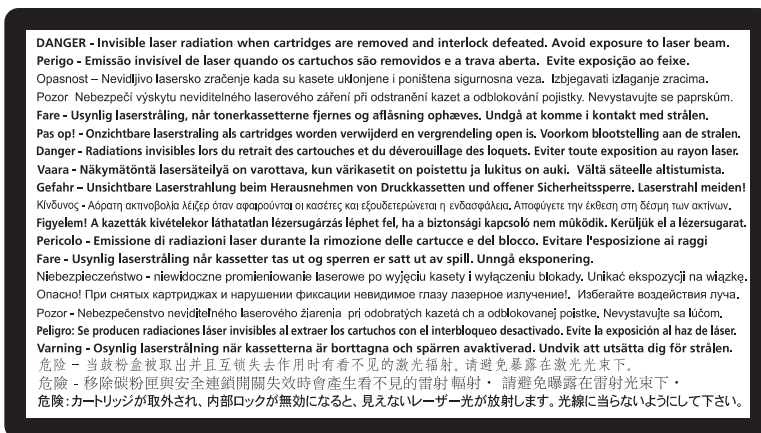 DANGER - Invisible laser radiation when cartridges are removed and interlock defeated. Avoid exposure to laser beam.
Perigo - Emissão invisível de laser quando os cartuchos são removidos e a trava aberta. Evite exposição ao feixe.
Opasnost – Nevidljivo lasersko zračenje kada su kasete uklonjene i poništena sigurnosna veza. Izbjegavati izlaganje zracima.
Pozor Nebezpečí výskytu neviditelného laserového záření při odstranění kazet a odblokování pojistky. Nevystavujte se paprskům.
Fare - Usynlig laserstråling, når tonerkassetterne fjernes og aflåsning ophæves. Undgå at komme i kontakt med strålen.
Pas op! - Onzichtbare laserstraling als cartridges worden verwijderd en vergrendeling open is. Voorkom blootstelling aan de stralen.
Danger - Radiations invisibles lors du retrait des cartouches et du déverouillage des loquets. Eviter toute exposition au rayon laser.
Vaara - Näkymätöntä lasersäteilyä on varottava, kun värikasetit on poistettu ja lukitus on auki. Vältä säteelle altistumista.
Gefahr – Unsichtbare Laserstrahlung beim Herausnehmen von Druckkassetten und offener Sicherheitssperre. Laserstrahl meiden!
Κίνδυνος - Αόρατη ακτινοβολία λέιζερ όταν αφαιρούνται οι κασέτες και εξουδετερώνεται η ενδασφάλεια. Αποφύγετε την έκθεση στη δέσμη των ακτίνων.
Figyelem! A kazetták kivételekor láthatatlan lézersugárzás léphet fel, ha a biztonsági kapcsoló nem mûködik. Kerüljük el a lézersugarat.
Pericolo - Emissione di radiazioni laser durante la rimozione delle cartucce e del blocco. Evitare l'esposizione ai raggi
Fare - Usynlig laserstråling når kassetter tas ut og sperren er satt ut av spill. Unngå eksponering.
Niebezpieczeństwo - niewidoczne promieniowanie laserowe po wyjęciu kasety i wyłączeniu blokady. Unikać ekspozycji na wiązkę.
Опасно! При снятых картриджах и нарушении фиксации невидимое глазу лазерное излучение!. Избегайте воздействия луча.
Pozor - Nebezpečenstvo neviditeľného laserového žiarenia pri odobratých kazetá ch a odblokovanej poistke. Nevystavujte sa lúčom.
Peligro: Se producen radiaciones láser invisibles al extraer los cartuchos con el interbloqueo desactivado. Evite la exposición al haz de láser.
Varning - Osynlig laserstrålning när kassetterna är borttagna och spärren avaktiverad. Undvik att utsätta dig för strålen.
危险 - 当鼓粉盒被取出并且互锁失去作用时有看不见的激光辐射. 请避免暴露在激光光束下.
危險 - 移除碳粉匣與安全連鎖開關失效時會產生看不見的雷射輻射。 請避免曝露在雷射光束下。
危険：カートリッジが取外され、内部ロックが無効になると、見えないレーザー光が放射します。光線に当らないようにして下さい。